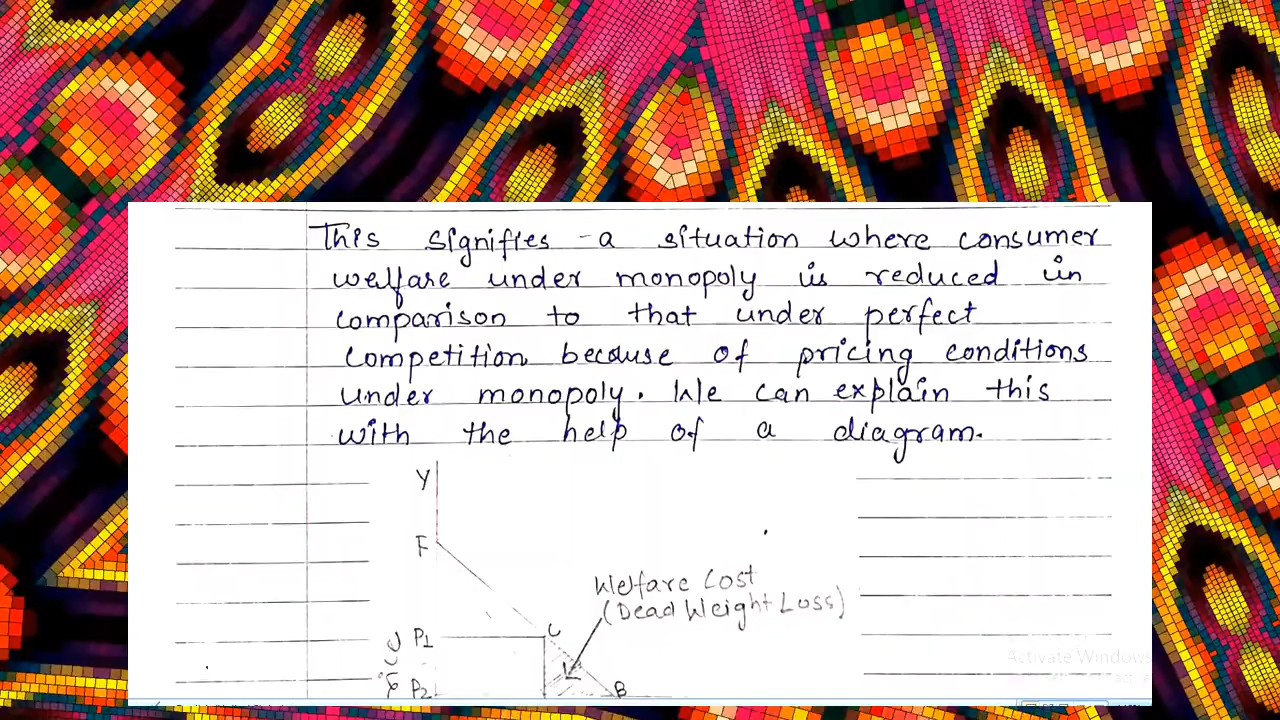 This signifies a situation where consumer
welfare under monopoly is reduced in
comparison to that under perfect
competition because of pricing conditions
under monopoly. We can explain this
with the help of a diagram.
Y
F
Welfare Cost
(Dead Weight Loss)
C
P1
P2
B
Activate Windows